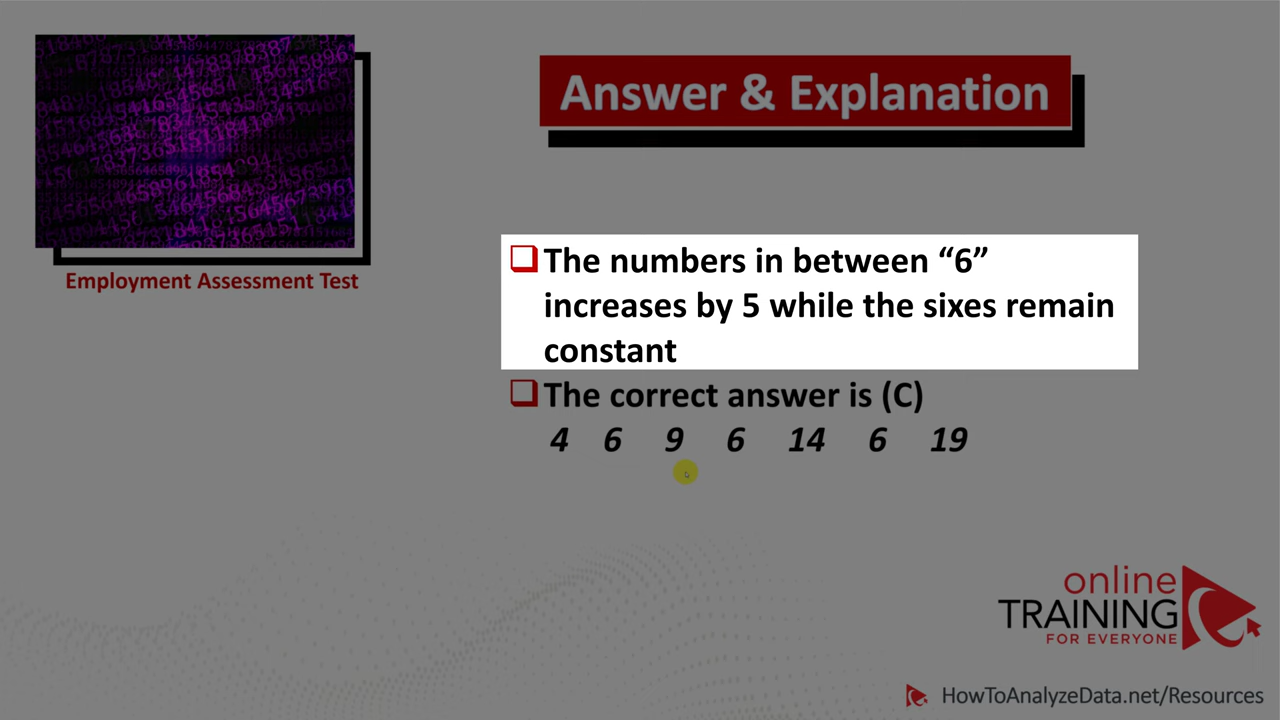 Answer & Explanation
Employment Assessment Test
The numbers in between “6”
increases by 5 while the sixes remain
constant
The correct answer is (C)
4 6 9 6 14 6 19
online
TRAINING
FOR EVERYONE
HowToAnalyzeData.net/Resources